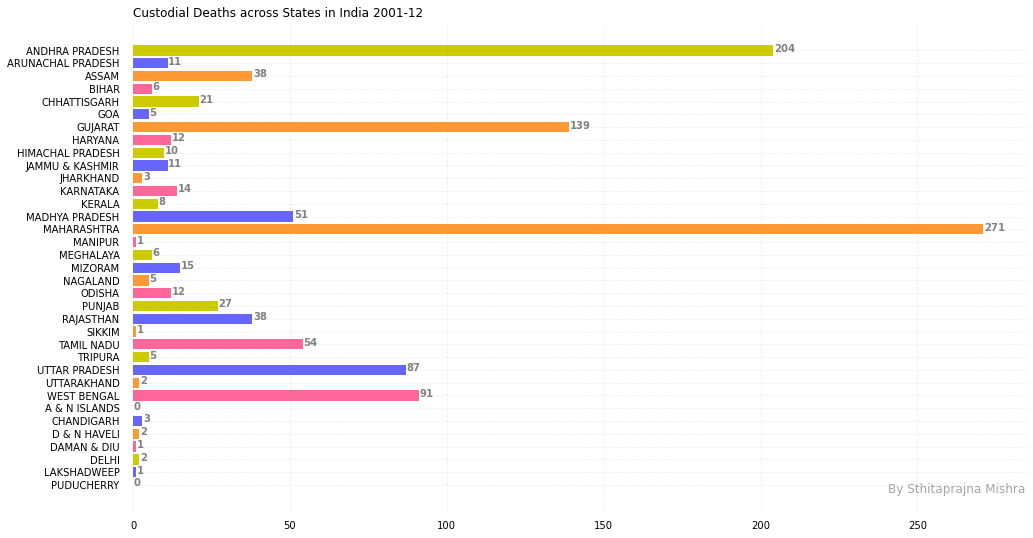 Custodial Deaths across States in India 2001-12
ANDHRA PRADESH 204
ARUNACHAL PRADESH 11
ASSAM 38
BIHAR 6
CHHATTISGARH 21
GOA 5
GUJARAT 139
HARYANA 12
HIMACHAL PRADESH 10
JAMMU & KASHMIR 11
JHARKHAND 3
KARNATAKA 14
KERALA 8
MADHYA PRADESH 51
MAHARASHTRA 271
MANIPUR 1
MEGHALAYA 6
MIZORAM 15
NAGALAND 5
ODISHA 12
PUNJAB 27
RAJASTHAN 38
SIKKIM 1
TAMIL NADU 54
TRIPURA 5
UTTAR PRADESH 87
UTTARAKHAND 2
WEST BENGAL 91
A & N ISLANDS 0
CHANDIGARH 3
D & N HAVELI 2
DAMAN & DIU 1
DELHI 2
LAKSHADWEEP 1
PUDUCHERRY 0
By Sthitaprajna Mishra
0 50 100 150 200 250